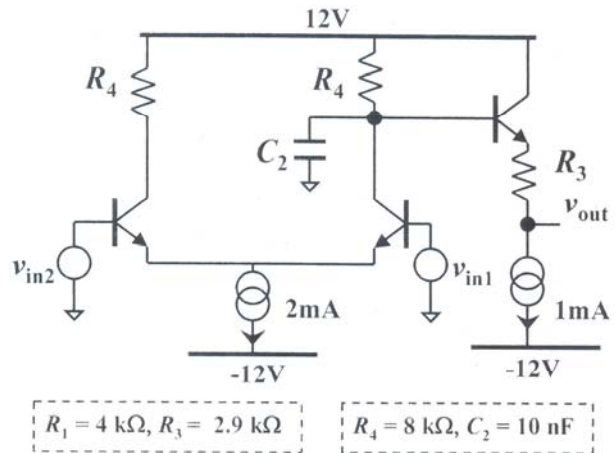 12V
R4
R4
C2
R3
vout
vin2
vin1
2mA
1mA
-12V
-12V
R1 = 4 kΩ, R3 = 2.9 kΩ
R4 = 8 kΩ, C2 = 10 nF